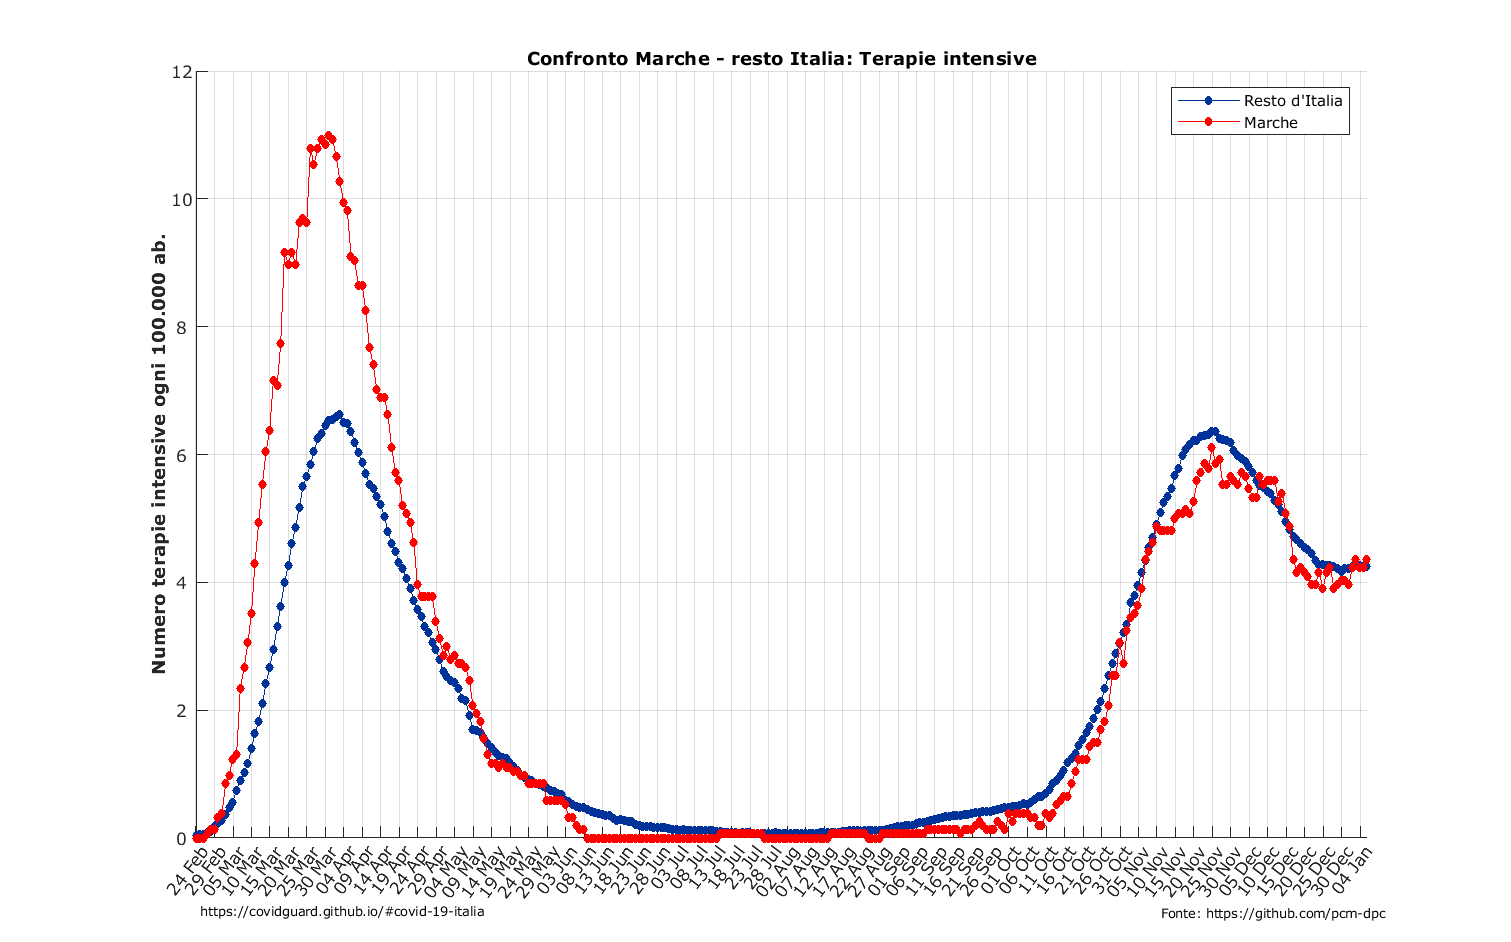 Confronto Marche - resto Italia: Terapie intensive
Resto d'Italia
Marche
Numero terapie intensive ogni 100.000 ab.
12
10
8
6
4
2
0
24 Feb
29 Feb
05 Mar
10 Mar
15 Mar
20 Mar
25 Mar
30 Mar
04 Apr
09 Apr
14 Apr
19 Apr
24 Apr
29 Apr
04 May
09 May
14 May
19 May
24 May
29 May
03 Jun
08 Jun
13 Jun
18 Jun
23 Jun
28 Jun
03 Jul
08 Jul
13 Jul
18 Jul
23 Jul
28 Jul
02 Aug
07 Aug
12 Aug
17 Aug
22 Aug
27 Aug
01 Sep
06 Sep
11 Sep
16 Sep
21 Sep
26 Sep
01 Oct
06 Oct
11 Oct
16 Oct
21 Oct
26 Oct
31 Oct
05 Nov
10 Nov
15 Nov
20 Nov
25 Nov
30 Nov
05 Dec
10 Dec
15 Dec
20 Dec
25 Dec
30 Dec
04 Jan
https://covidguard.github.io/#covid-19-italia
Fonte: https://github.com/pcm-dpc